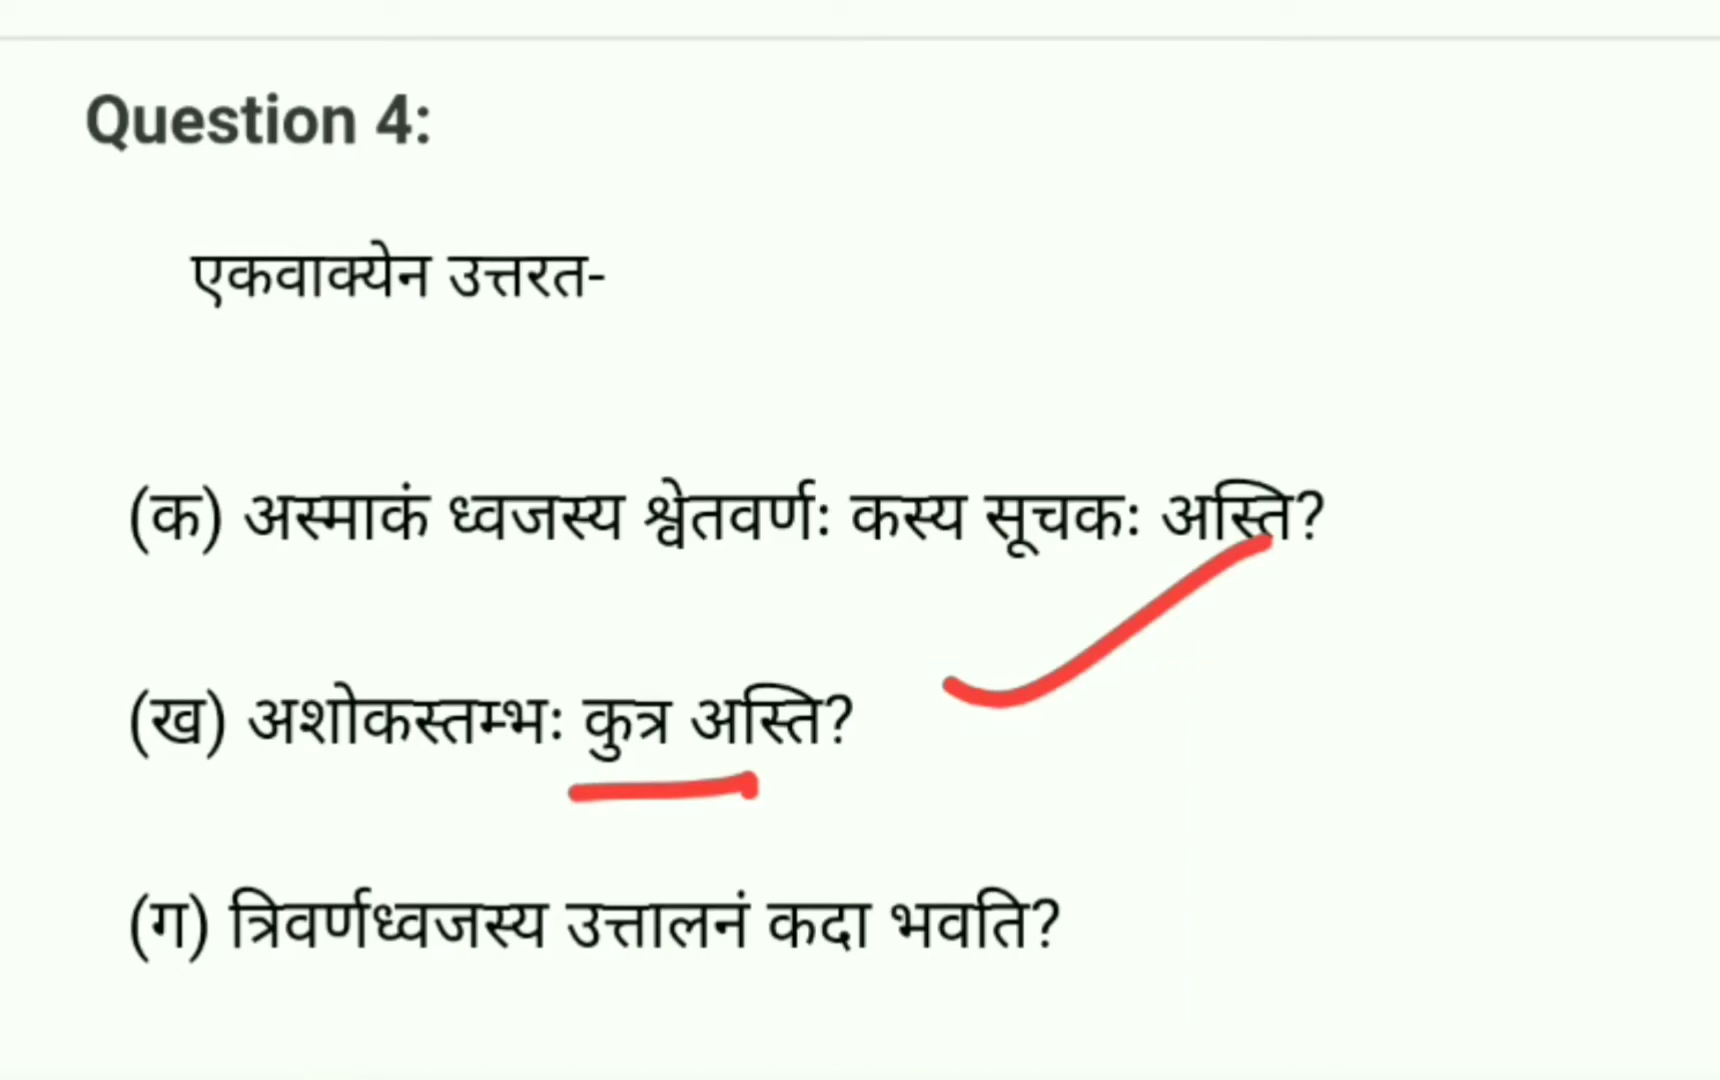 Question 4:
एकवाक्येन उत्तरत-
(क) अस्माकं ध्वजस्य श्वेतवर्णः कस्य सूचकः अस्ति?
(ख) अशोकस्तम्भः कुत्र अस्ति?
(ग) त्रिवर्णध्वजस्य उत्तालनं कदा भवति?